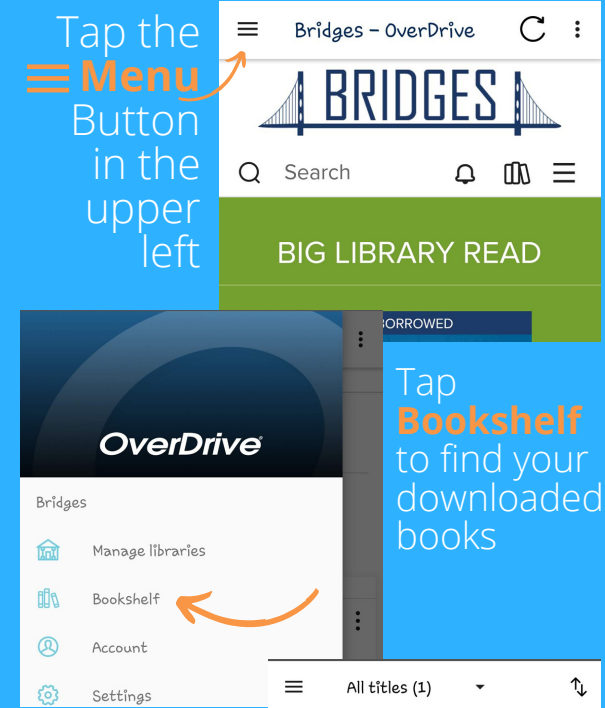 Tap the
Menu
Button
in the
upper
left
Bridges – OverDrive
BRIDGES
Search
BIG LIBRARY READ
BORROWED
Tap
Bookshelf
to find your
downloaded
books
OverDrive
Bridges
Manage libraries
Bookshelf
Account
Settings
All titles (1)